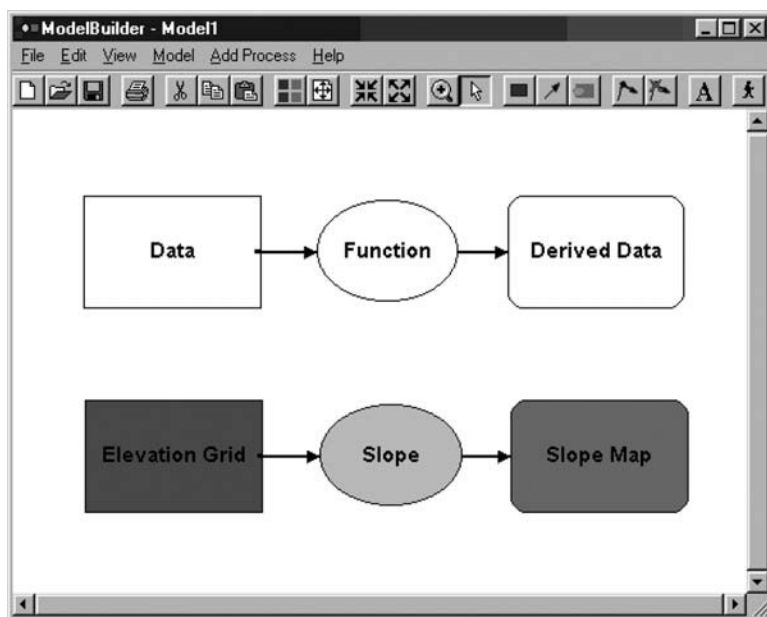 ModelBuilder - Model1
File Edit View Model Add Process Help
A
Data Function Derived Data
Elevation Grid Slope Slope Map